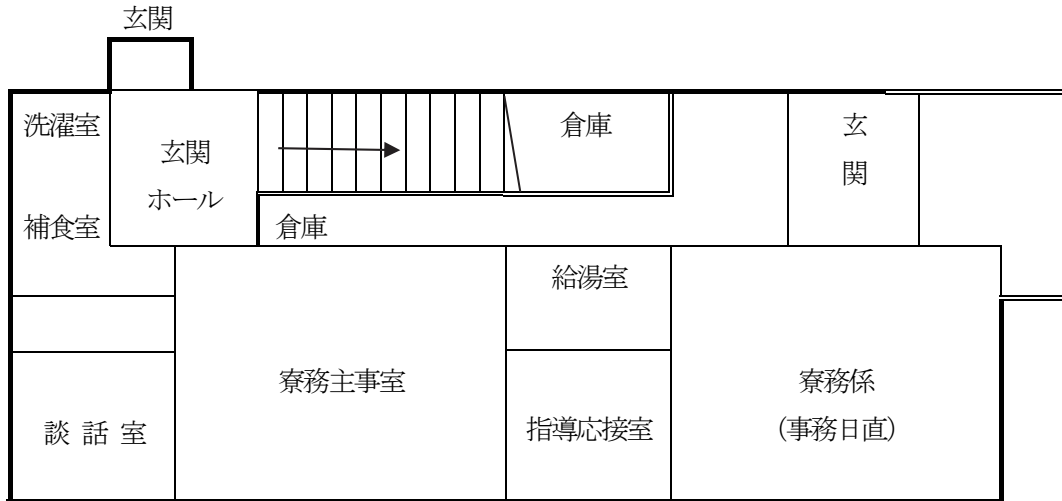 玄関
洗濯室
玄関
ホール
倉庫
玄
関
補食室
倉庫
給湯室
寮務主事室
寮務係
(事務日直)
談 話 室
指導応接室